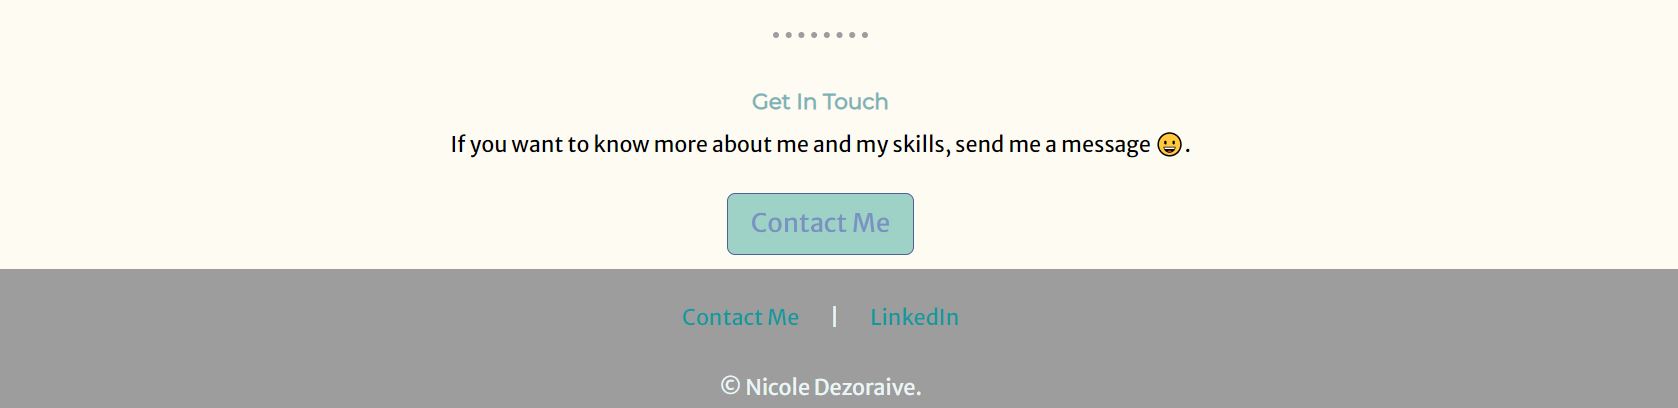 Get In Touch
If you want to know more about me and my skills, send me a message 😀.
Contact Me
Contact Me | LinkedIn
© Nicole Dezoraive.